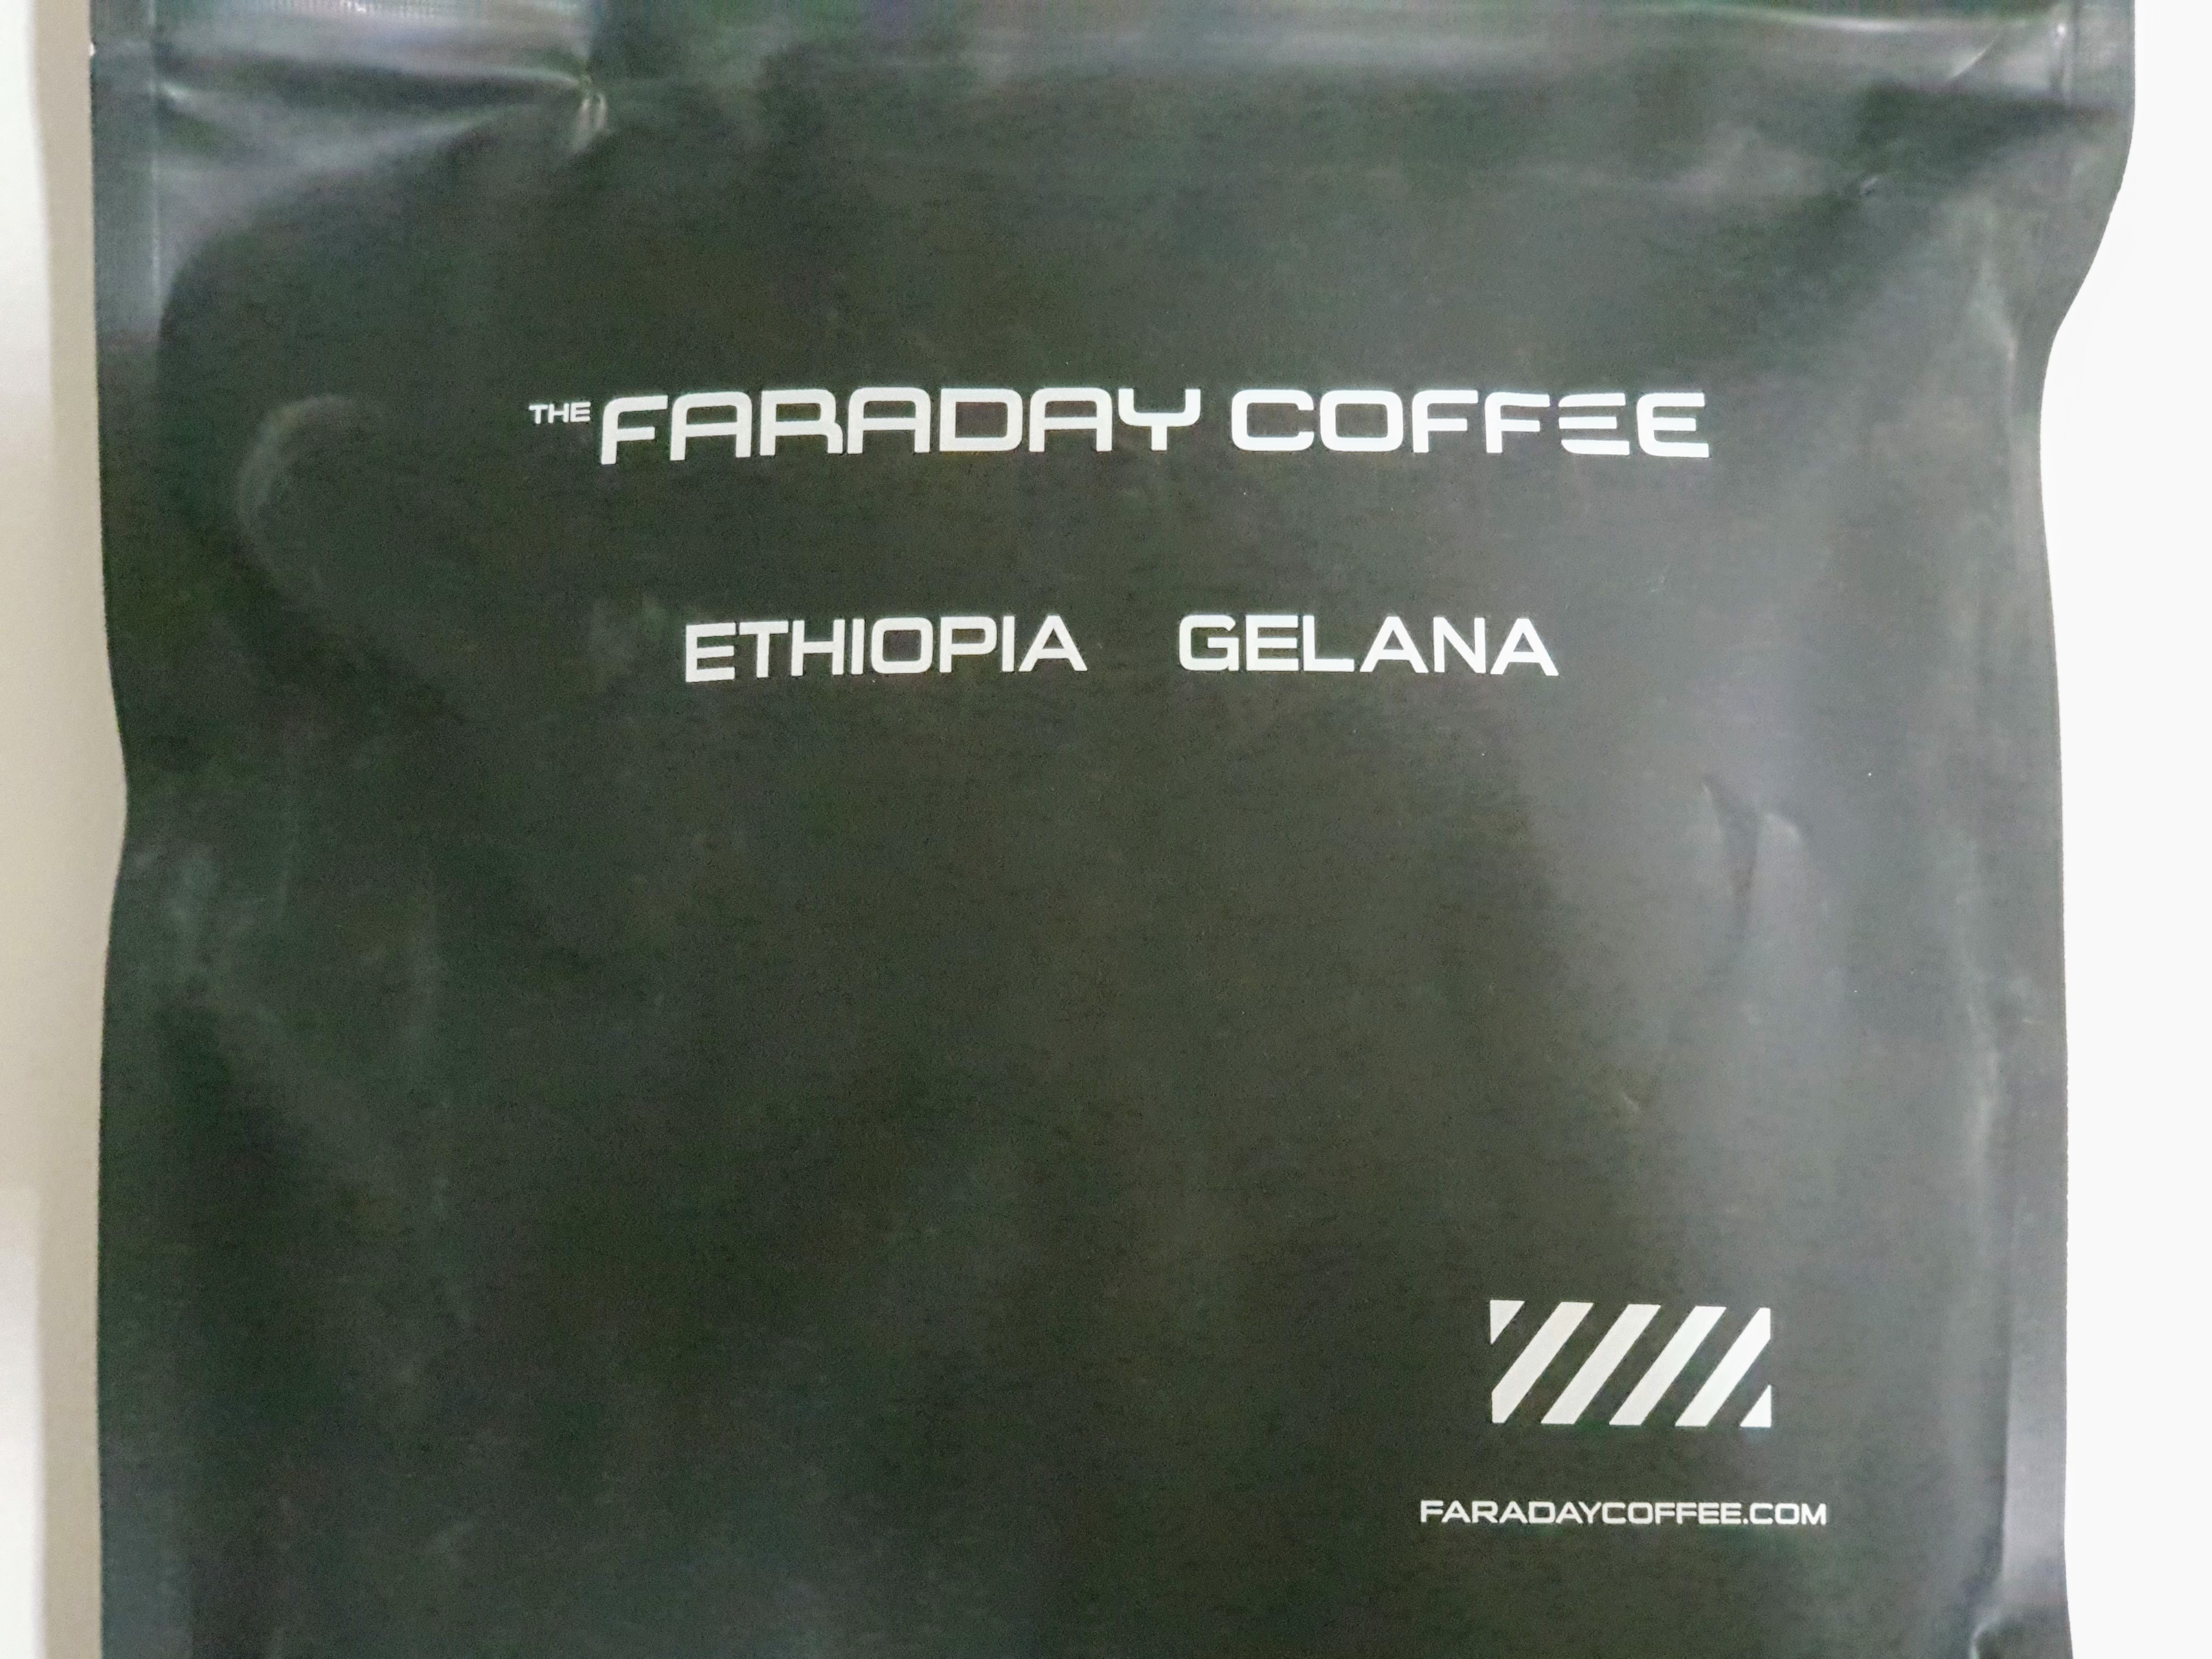 THE FARADAY COFFEE
ETHIOPIA GELANA
FARADAYCOFFEE.COM